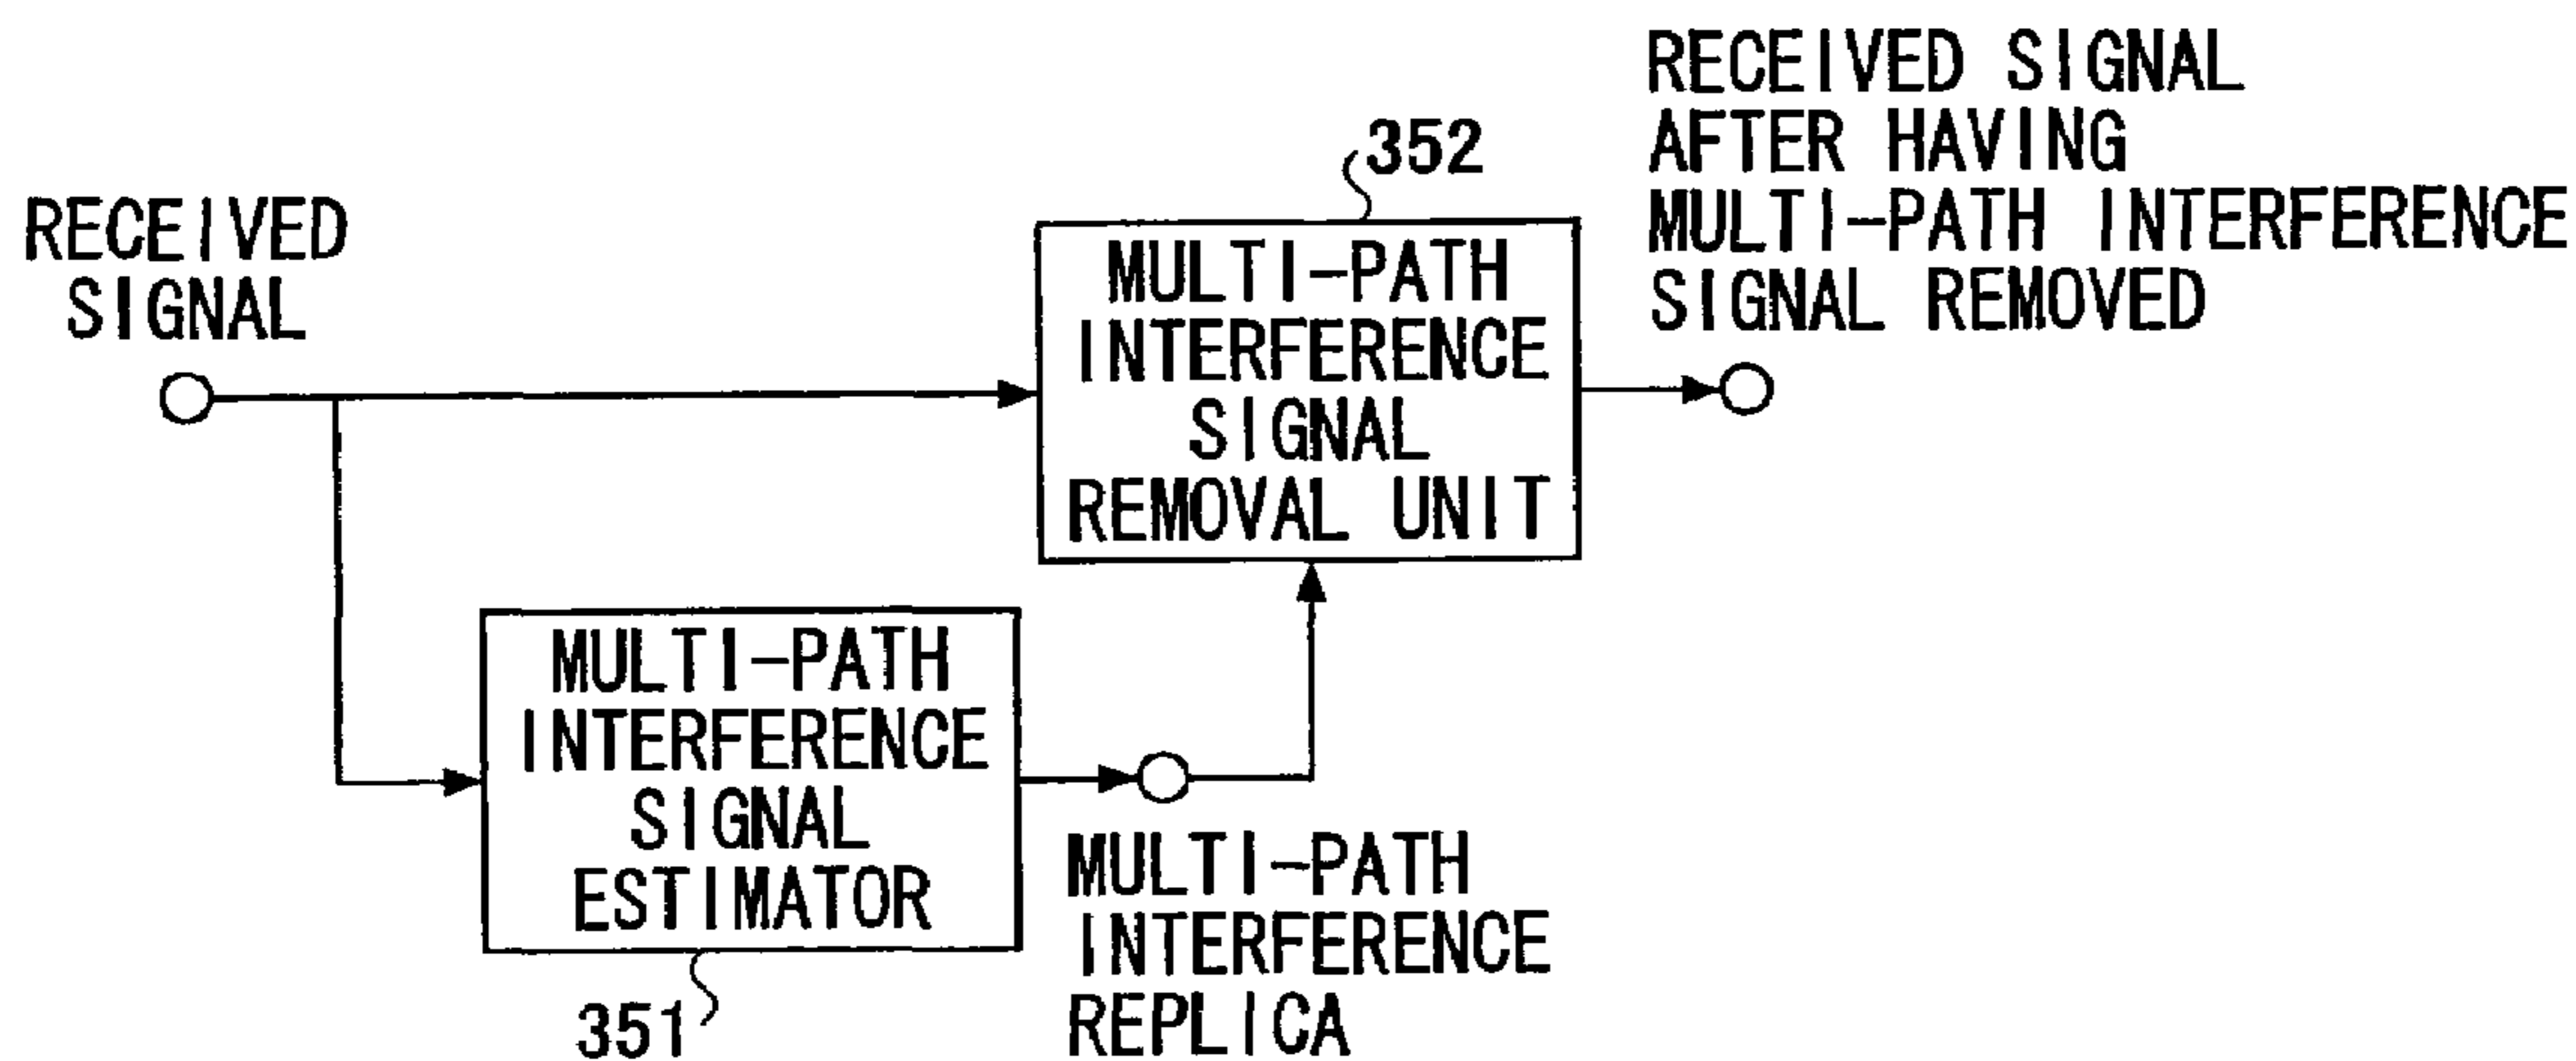 RECEIVED
SIGNAL
352
RECEIVED SIGNAL
AFTER HAVING
MULTI-PATH INTERFERENCE
SIGNAL REMOVED
MULTI-PATH
INTERFERENCE
SIGNAL
REMOVAL UNIT
MULTI-PATH
INTERFERENCE
SIGNAL
ESTIMATOR
351
MULTI-PATH
INTERFERENCE
REPLICA